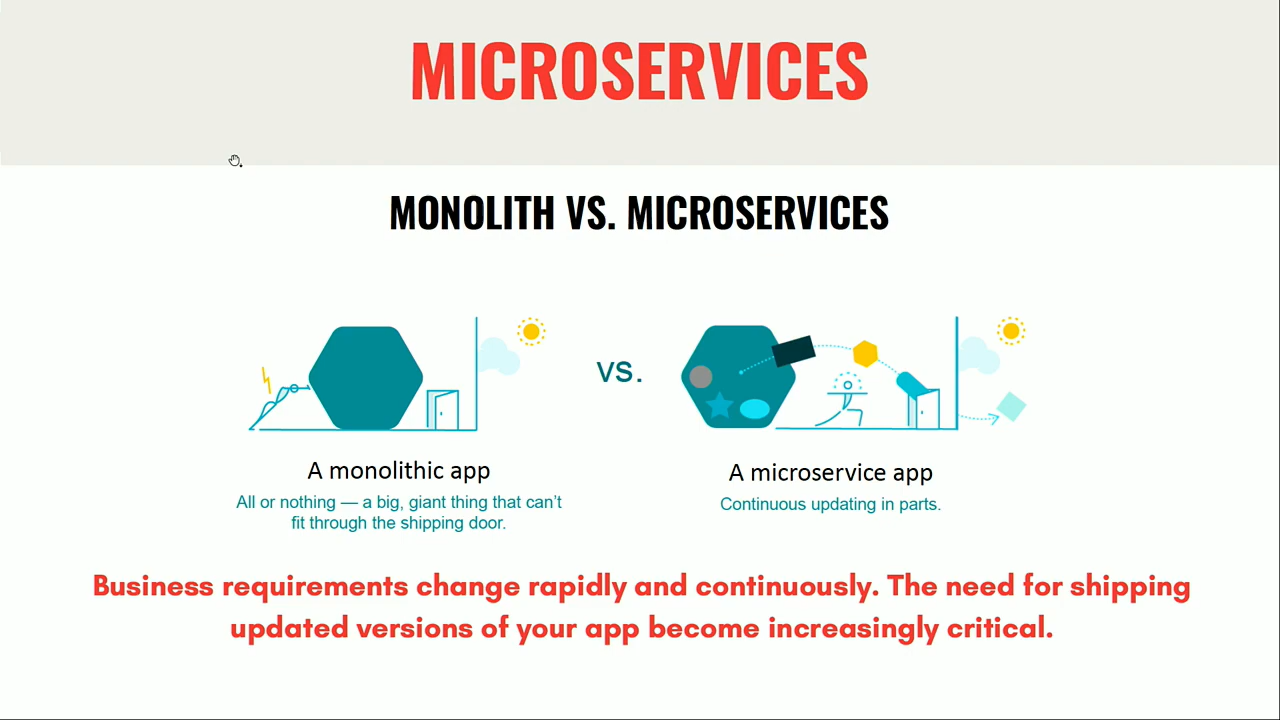 MICROSERVICES
MONOLITH VS. MICROSERVICES
vs.
A monolithic app
All or nothing — a big, giant thing that can't
fit through the shipping door.
A microservice app
Continuous updating in parts.
Business requirements change rapidly and continuously. The need for shipping
updated versions of your app become increasingly critical.